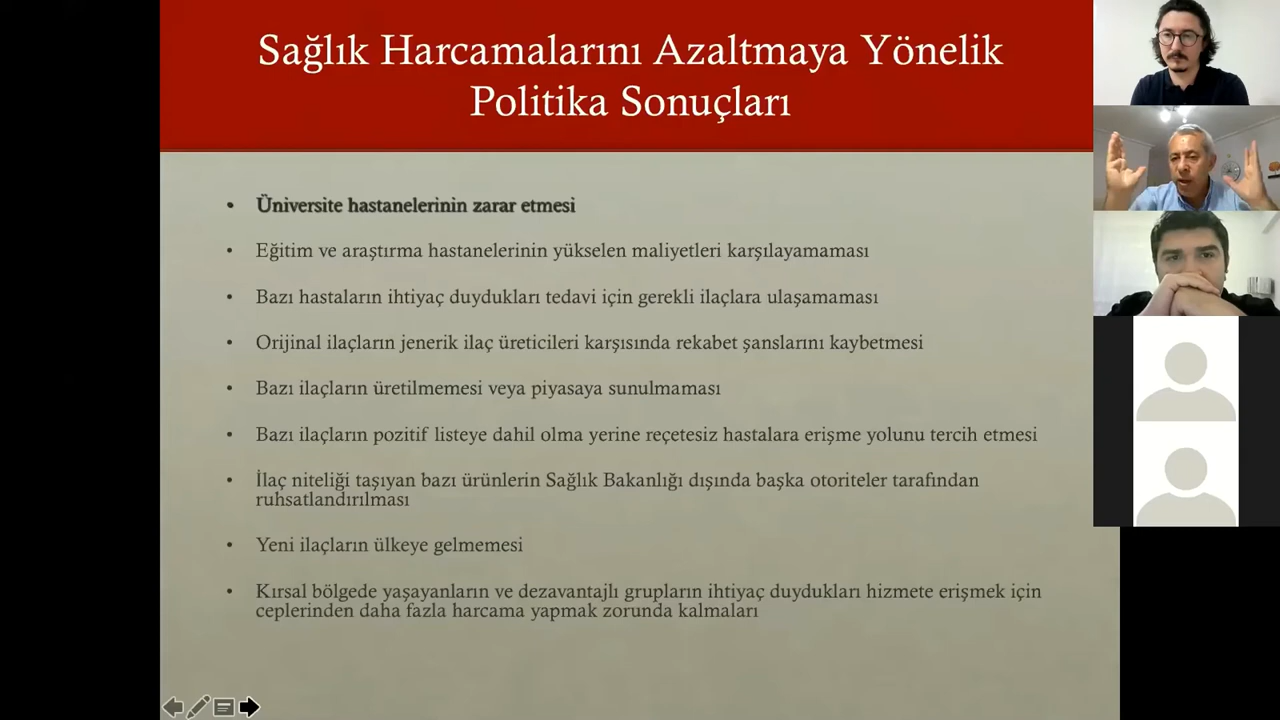 Sağlık Harcamalarını Azaltmaya Yönelik
Politika Sonuçları
• Üniversite hastanelerinin zarar etmesi
• Eğitim ve araştırma hastanelerinin yükselen maliyetleri karşılayamaması
• Bazı hastaların ihtiyaç duydukları tedavi için gerekli ilaçlara ulaşamaması
• Orijinal ilaçların jenerik ilaç üreticileri karşısında rekabet şanslarını kaybetmesi
• Bazı ilaçların üretilmemesi veya piyasaya sunulmaması
• Bazı ilaçların pozitif listeye dahil olma yerine reçetesiz hastalara erişme yolunu tercih etmesi
• İlaç niteliği taşıyan bazı ürünlerin Sağlık Bakanlığı dışında başka otoriteler tarafından
ruhsatlandırılması
• Yeni ilaçların ülkeye gelmemesi
• Kırsal bölgede yaşayanların ve dezavantajlı grupların ihtiyaç duydukları hizmete erişmek için
ceplerinden daha fazla harcama yapmak zorunda kalmaları